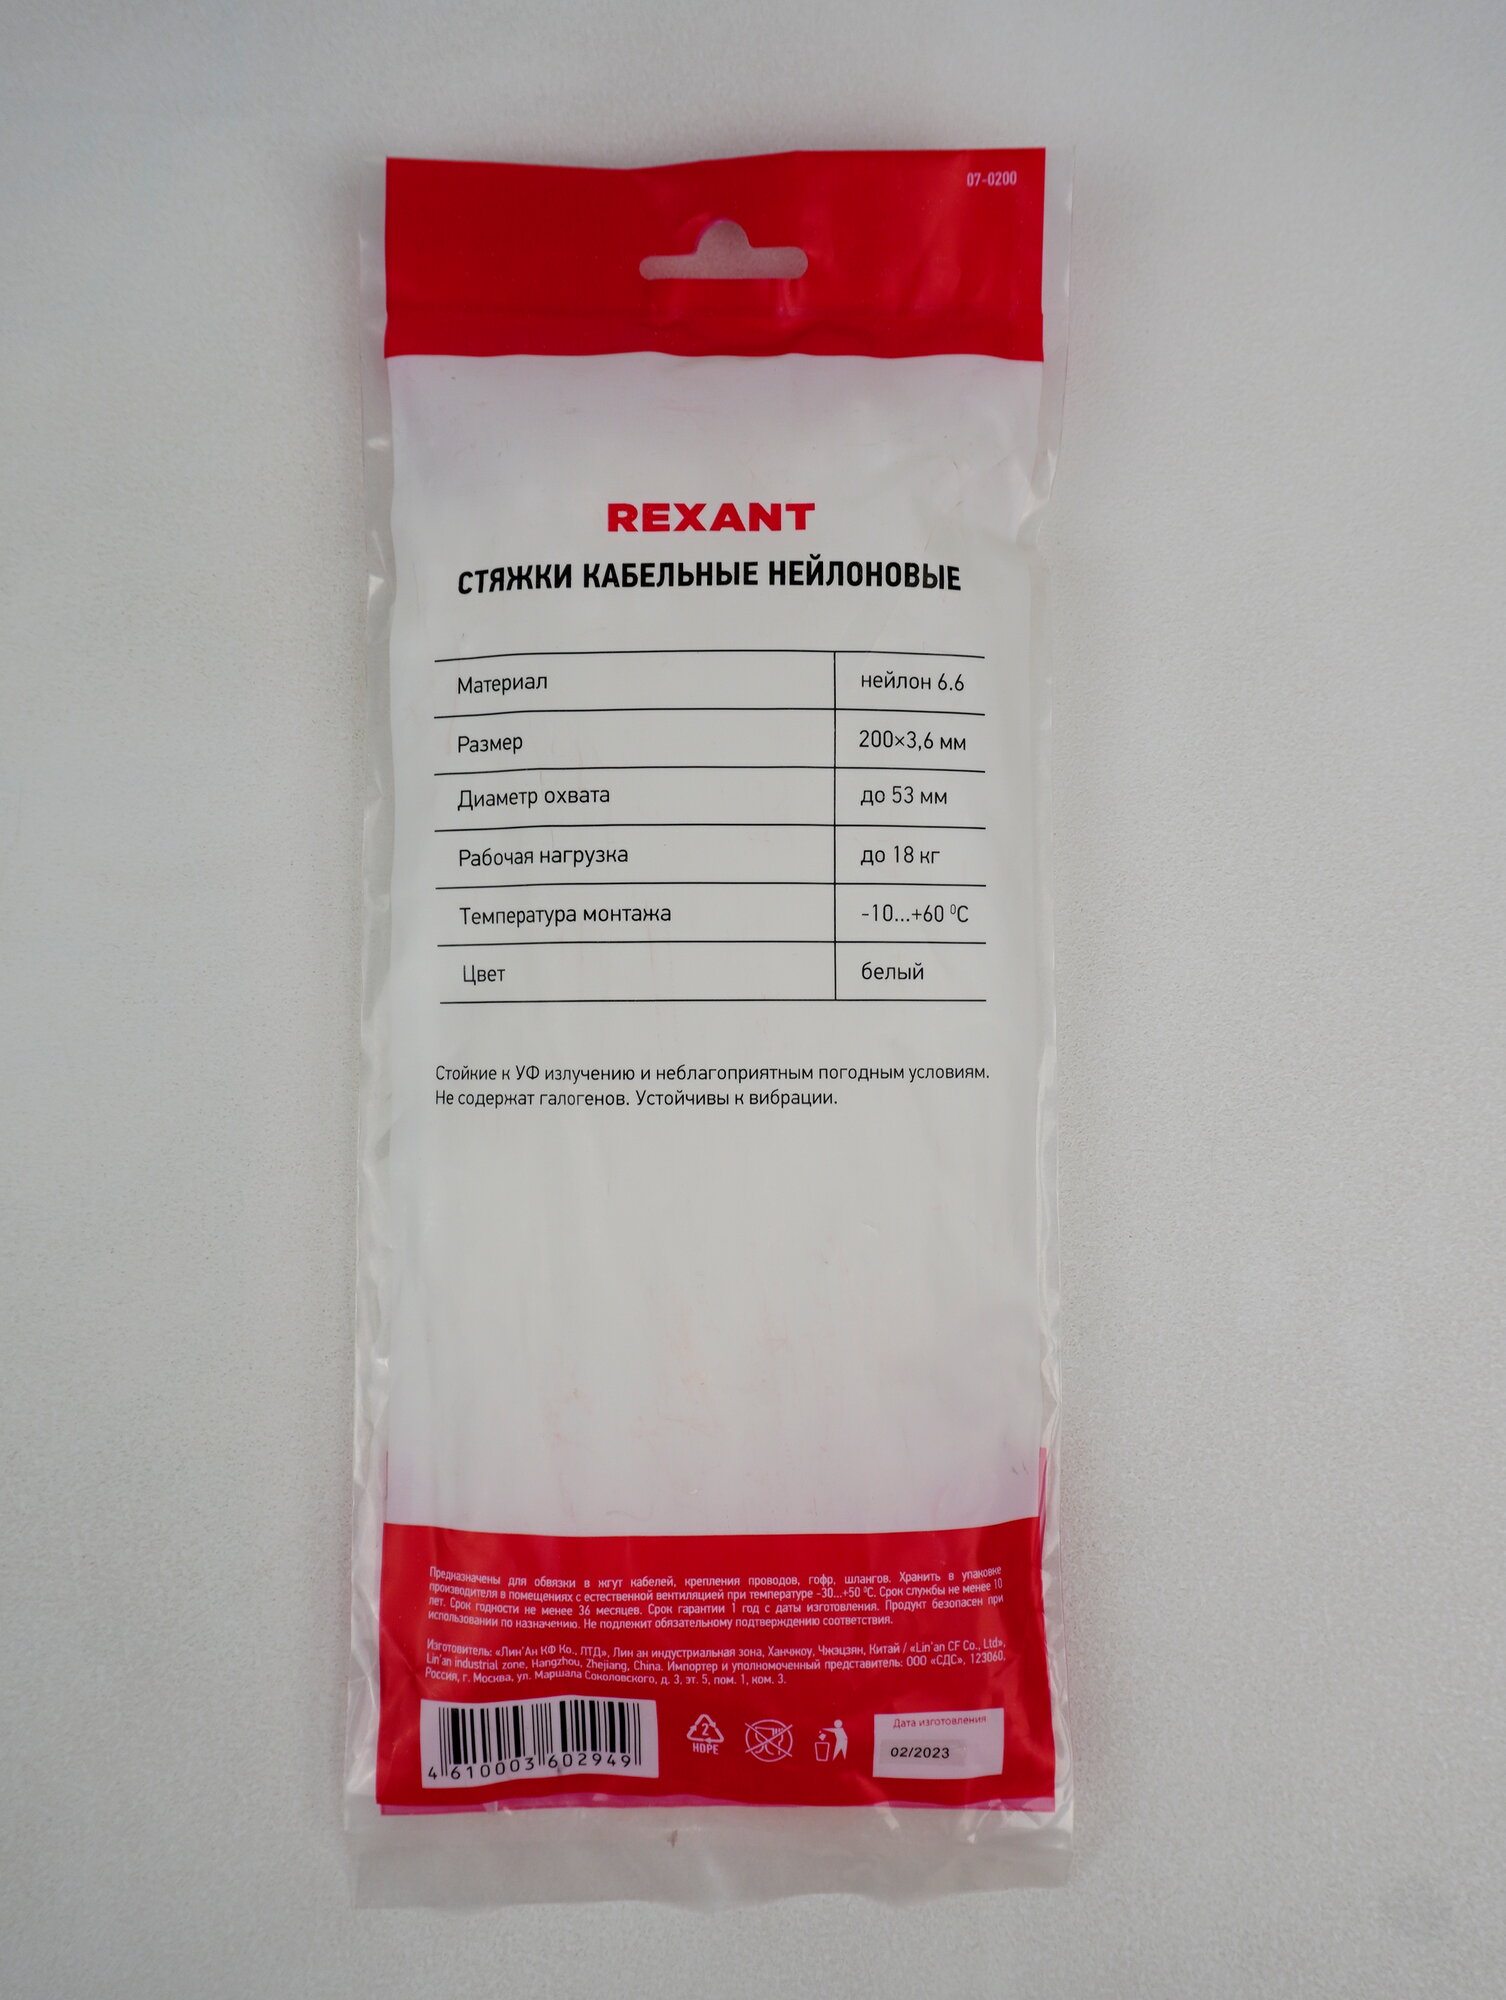 07-0200
REXANT
СТЯЖКИ КАБЕЛЬНЫЕ НЕЙЛОНОВЫЕ
Материал нейлон 6.6
Размер 200×3,6 мм
Диаметр охвата до 53 мм
Рабочая нагрузка до 18 кг
Температура монтажа -10...+60 ⁰С
Цвет белый
Стойкие к УФ излучению и неблагоприятным погодным условиям.
Не содержат галогенов. Устойчивы к вибрации.
Предназначены для обвязки в жгут кабелей, крепления проводов, гофр, шлангов. Хранить в упаковке
производителя в помещениях с естественной вентиляцией при температуре -30...+50 ⁰С. Срок службы не менее 10
лет. Срок годности не менее 36 месяцев. Срок гарантии 1 год с даты изготовления. Продукт безопасен при
использовании по назначению. Не подлежит обязательному подтверждению соответствия.
Изготовитель: «Лин'Ан КФ Ко., ЛТД», Лин ан индустриальная зона, Ханчжоу, Чжэцзян, Китай / «Lin'an CF Co., Ltd»,
Lin'an industrial zone, Hangzhou, Zhejiang, China. Импортер и уполномоченный представитель: ООО «СДС», 123060,
Россия, г. Москва, ул. Маршала Соколовского, д. 3, эт. 5, пом. 1, ком. 3.
4 610003 602949
2
HDPE
Дата изготовления
02/2023